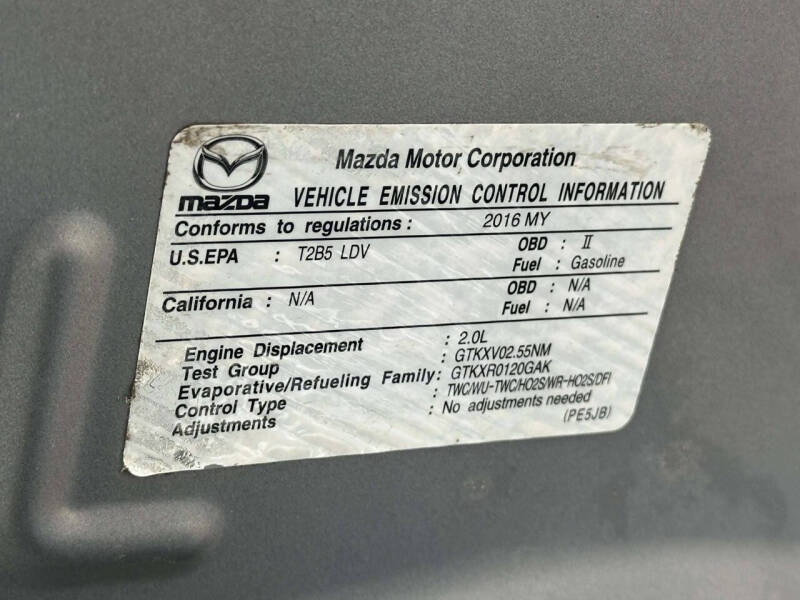 Mazda Motor Corporation
mazda VEHICLE EMISSION CONTROL INFORMATION
Conforms to regulations : 2016 MY
U.S.EPA : T2B5 LDV OBD : II
Fuel : Gasoline
California : N/A OBD : N/A
Fuel : N/A
Engine Displacement : 2.0L
Test Group : GTKXV02.55NM
Evaporative/Refueling Family: GTKXR0120GAK
Control Type : TWC/WU-TWC/HO2S/WR-HO2S/DFI
Adjustments : No adjustments needed
(PE5JB)